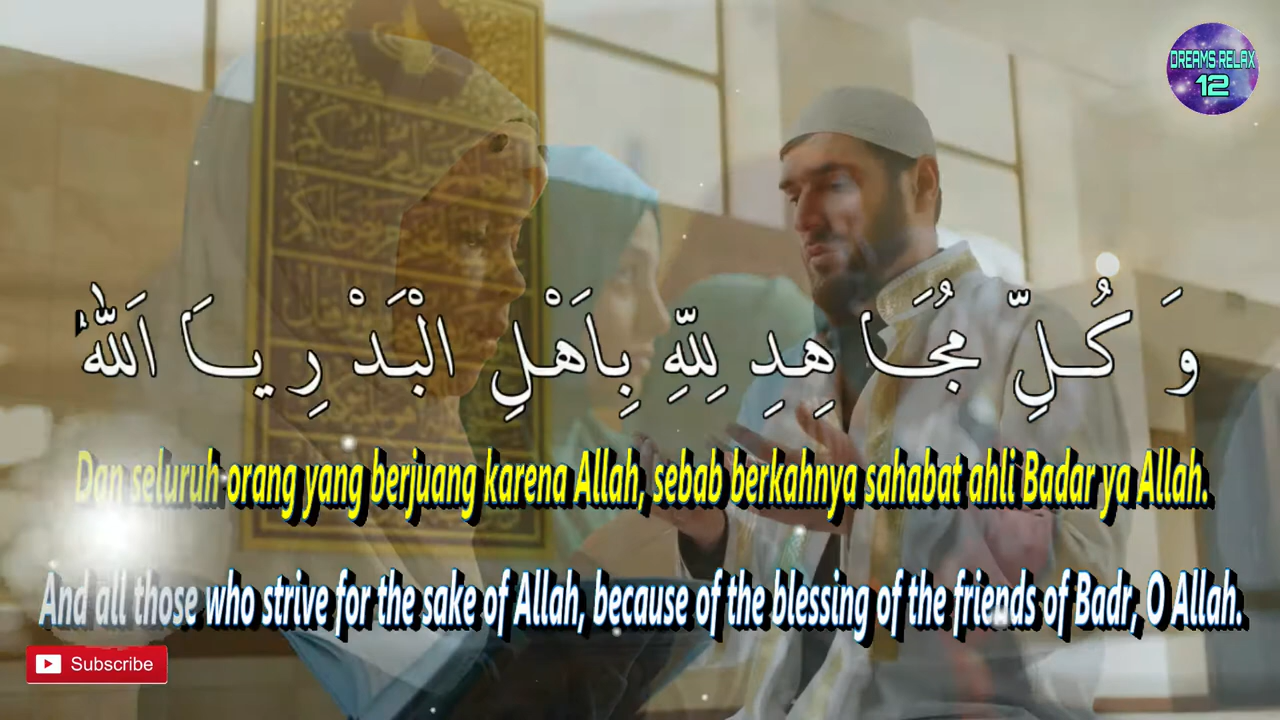 DREAMS RELAX
12
وَ كُلِّ مُجَاهِدِ لِلّٰهِ بِاَهْلِ الْبَدْرِ يَا اَللّٰهُ
Dan seluruh orang yang berjuang karena Allah, sebab berkahnya sahabat ahli Badar ya Allah.
And all those who strive for the sake of Allah, because of the blessing of the friends of Badr, O Allah.
Subscribe